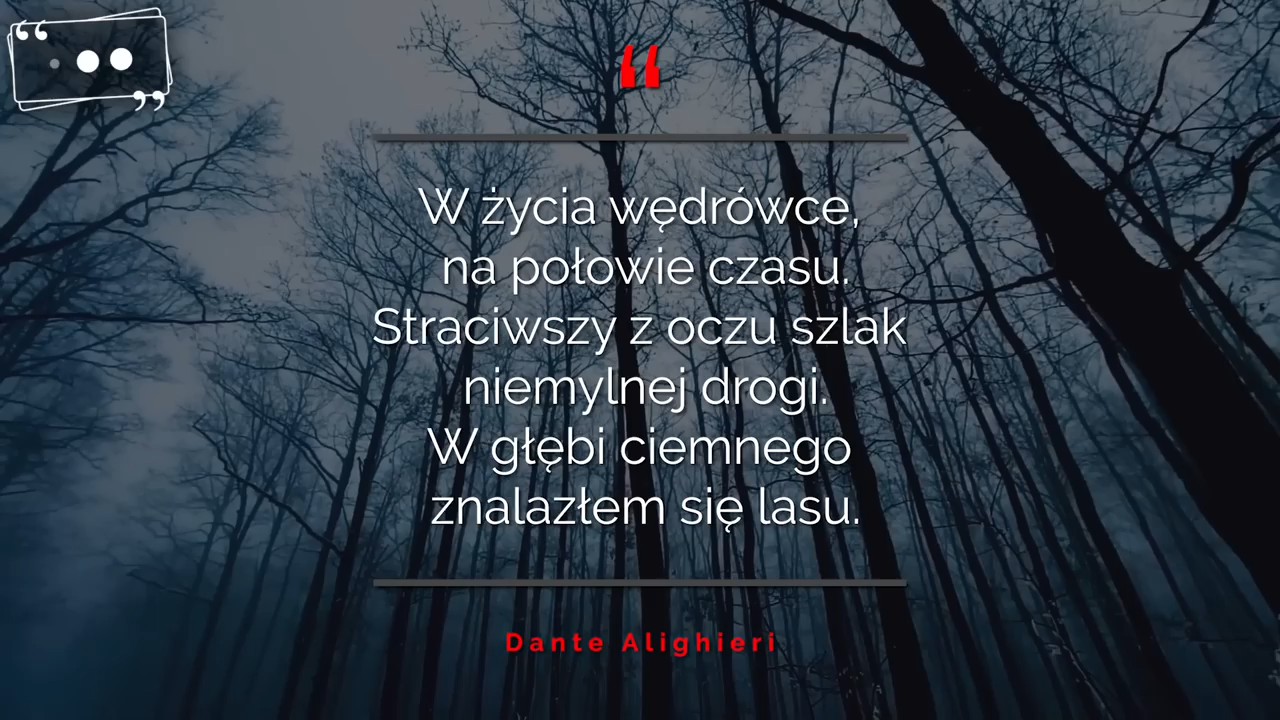 “
W życia wędrówce,
na połowie czasu.
Straciwszy z oczu szlak
niemylnej drogi.
W głębi ciemnego
znalazłem się lasu.
Dante Alighieri